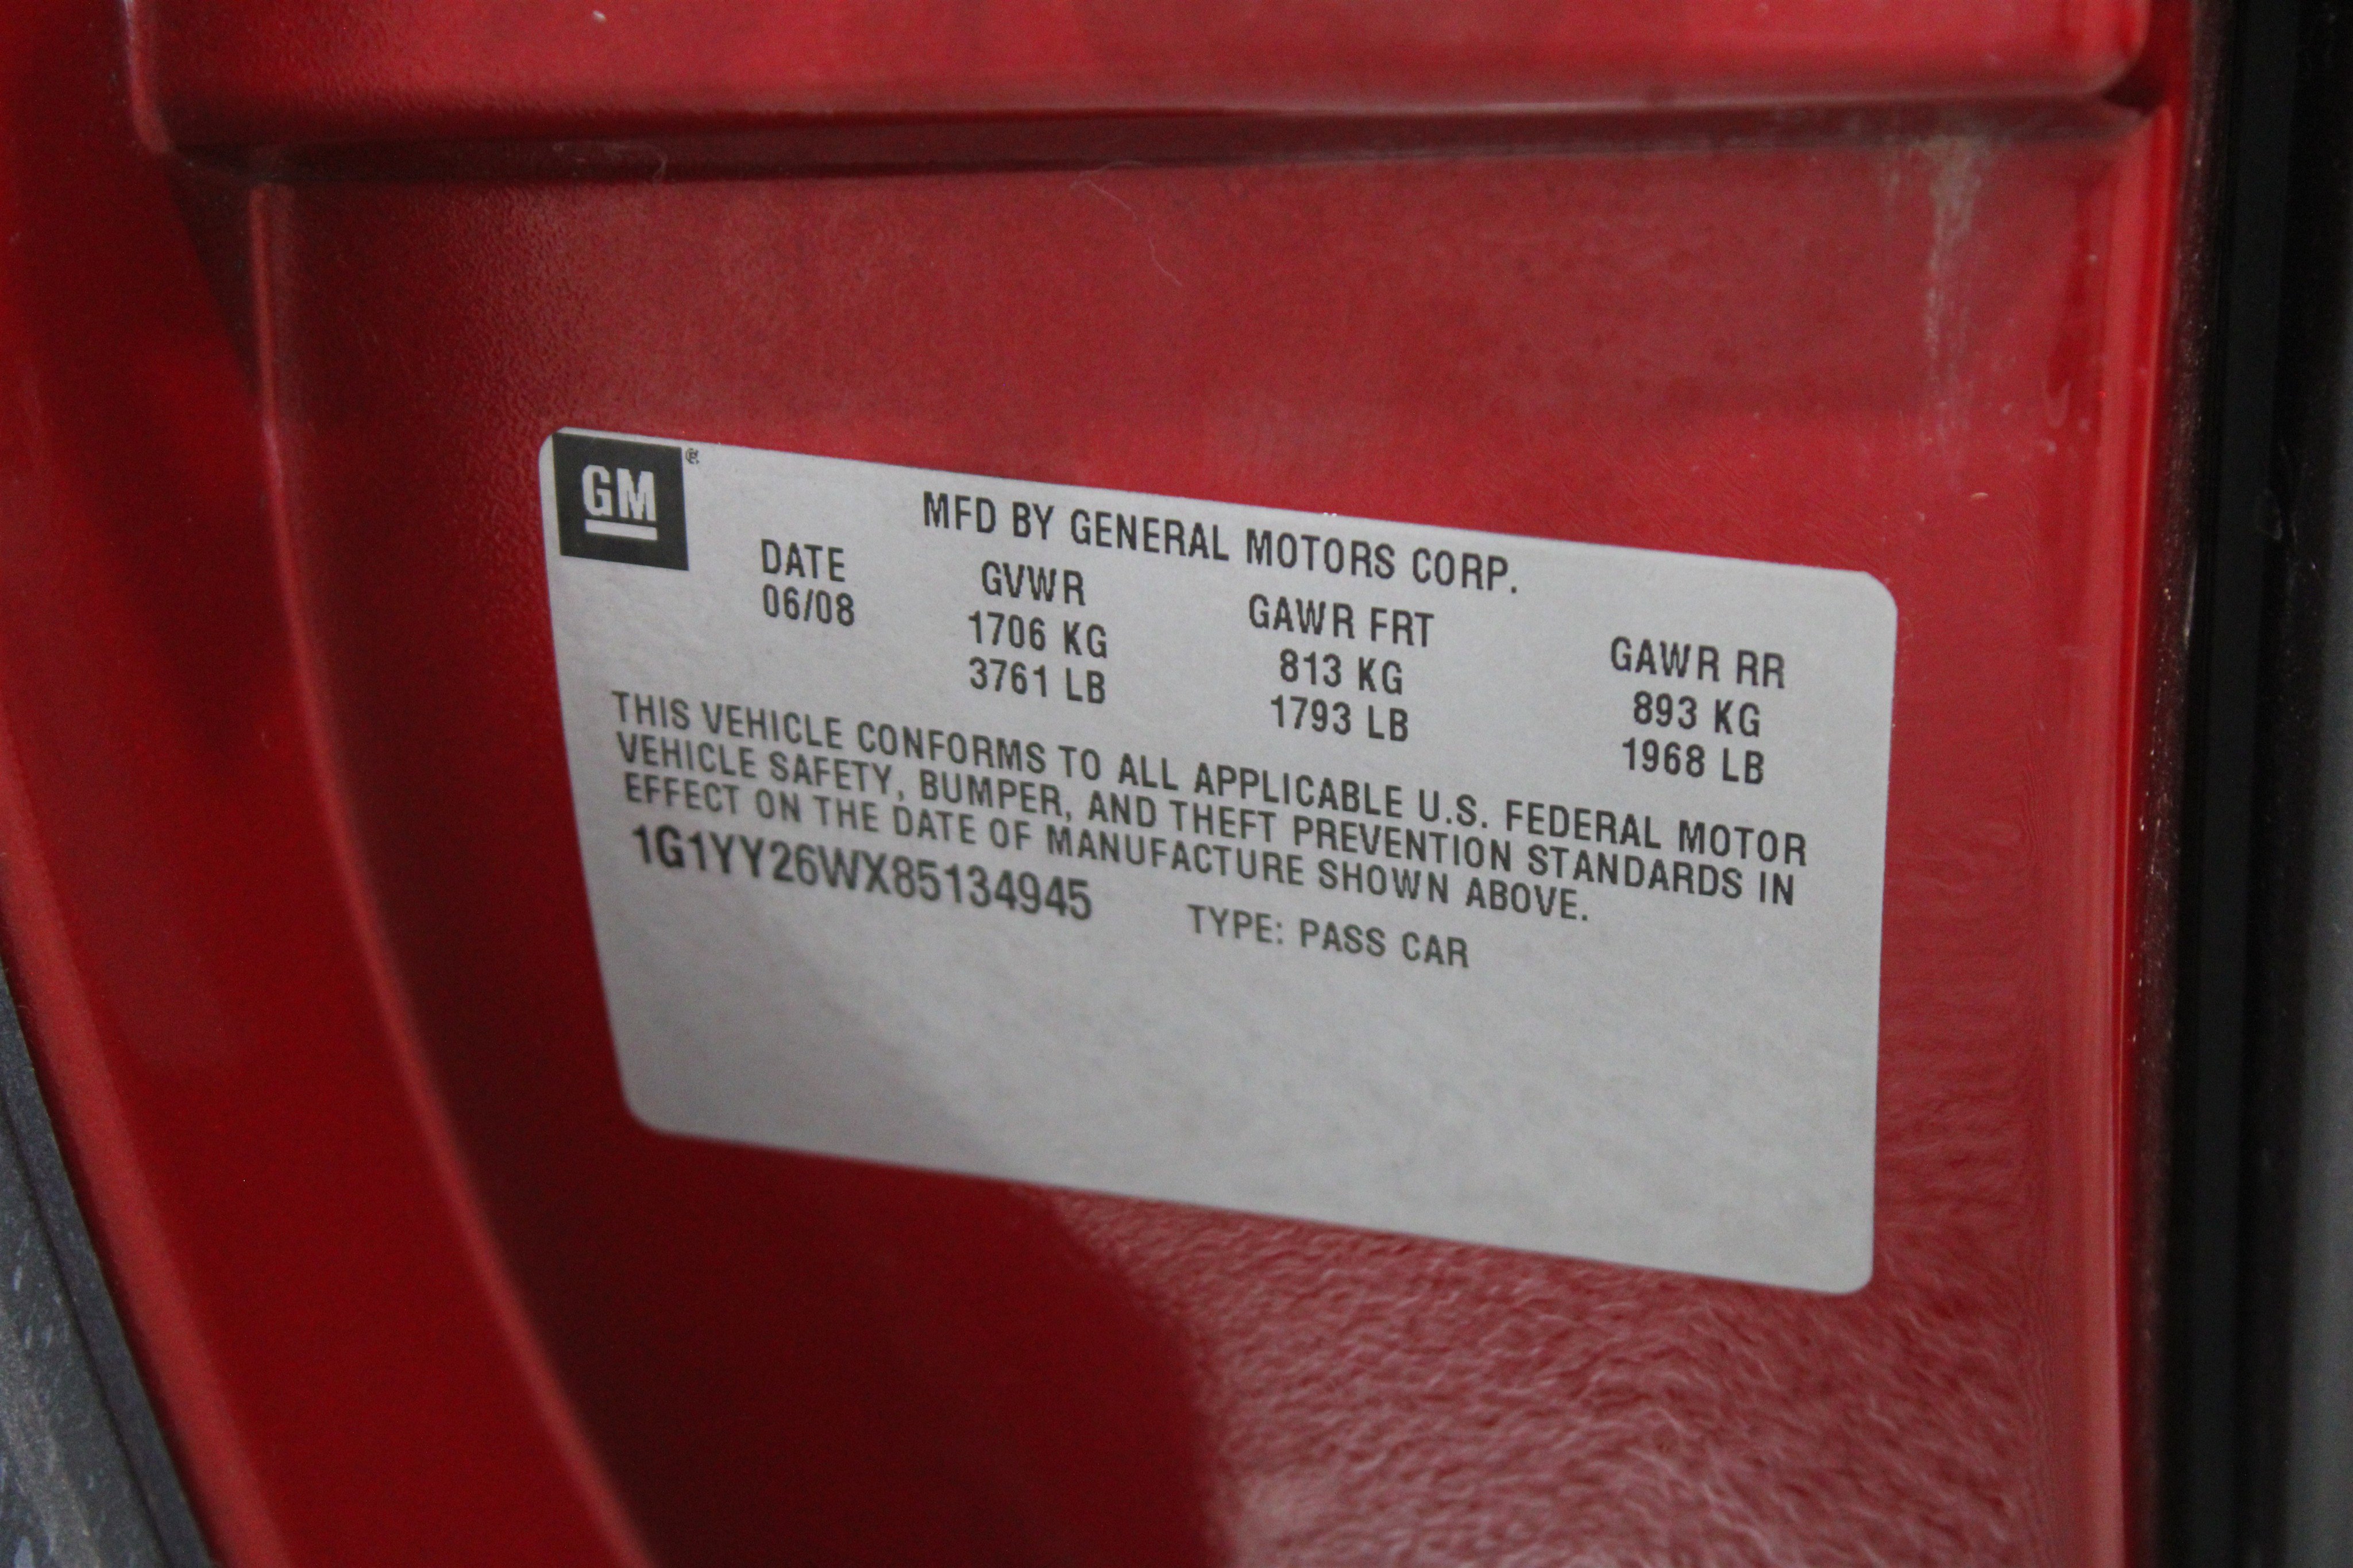 GM®
MFD BY GENERAL MOTORS CORP.
DATE GVWR GAWR FRT GAWR RR
06/08 1706 KG 813 KG 893 KG
3761 LB 1793 LB 1968 LB
THIS VEHICLE CONFORMS TO ALL APPLICABLE U.S. FEDERAL MOTOR
VEHICLE SAFETY, BUMPER, AND THEFT PREVENTION STANDARDS IN
EFFECT ON THE DATE OF MANUFACTURE SHOWN ABOVE.
1G1YY26WX85134945 TYPE: PASS CAR